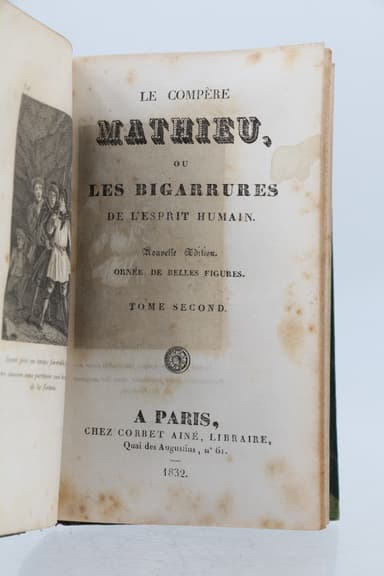 LE COMPÈRE
MATHIEU,
OU
LES BIGARRURES
DE L'ESPRIT HUMAIN.
Nouvelle Édition.
ORNÉE DE BELLES FIGURES.
TOME SECOND.
A PARIS,
CHEZ CORBET AINÉ, LIBRAIRE,
Quai des Augustins, n° 61.
1832.